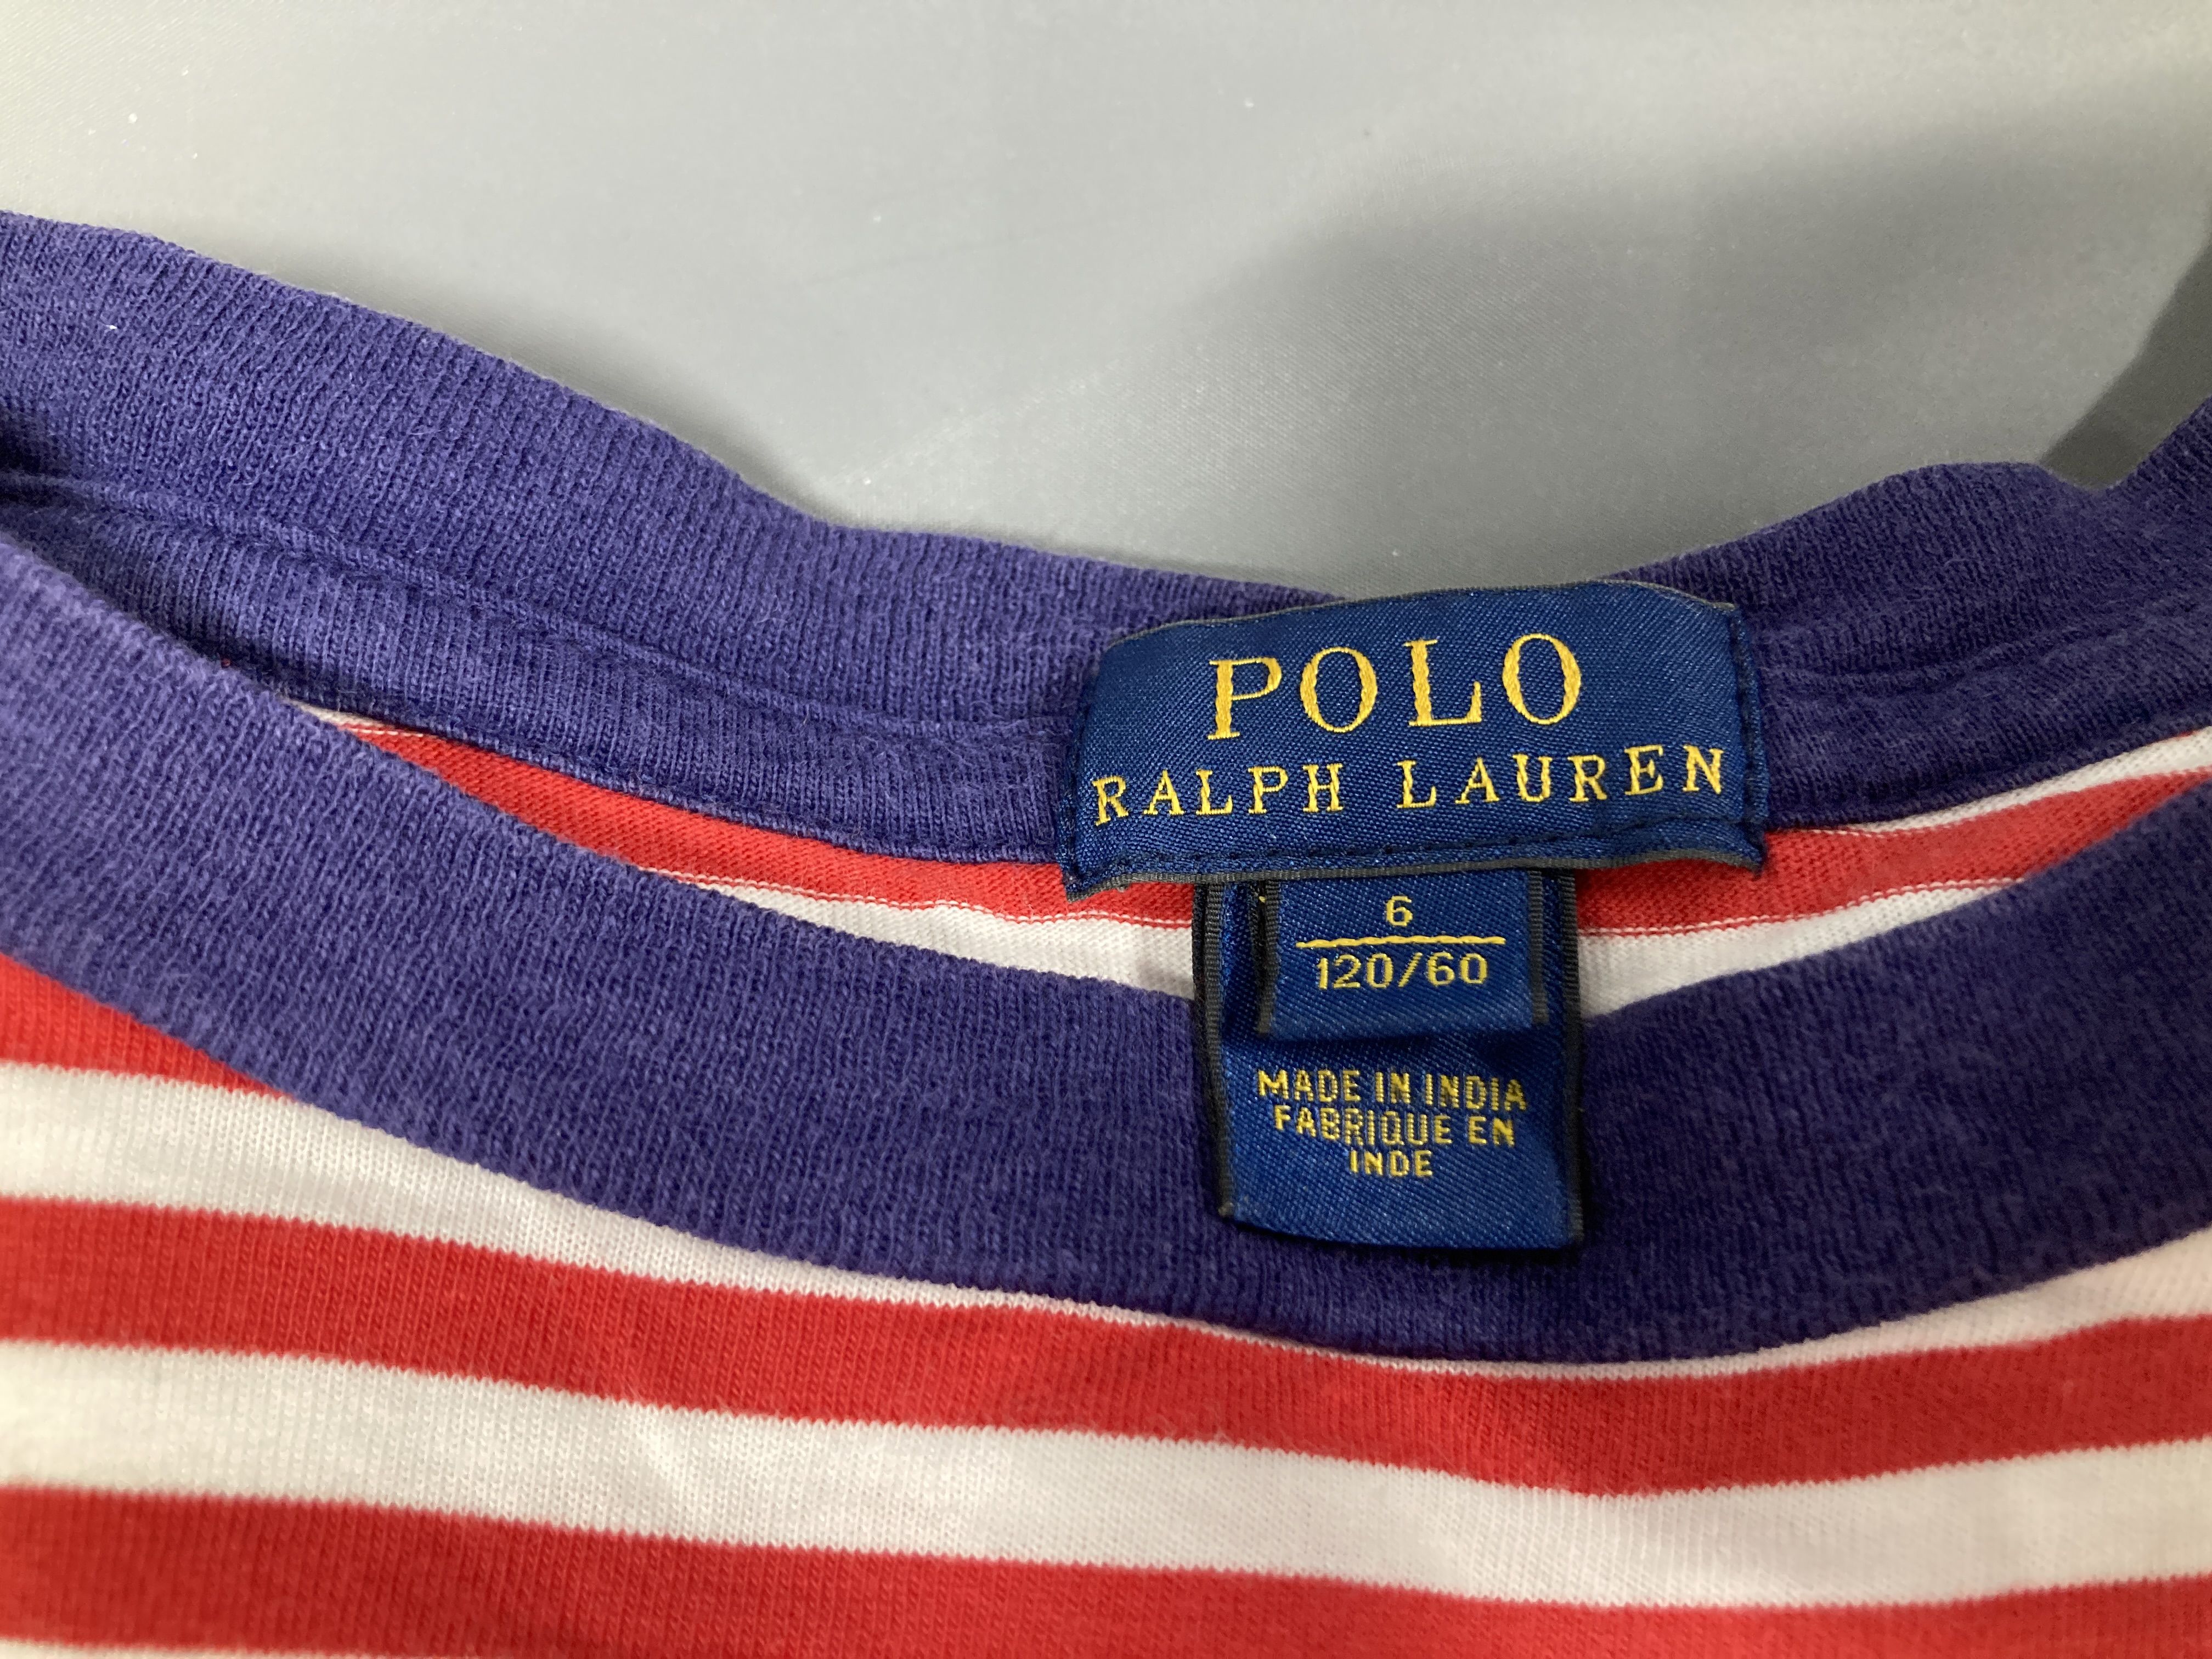 POLO
RALPH LAUREN
6
120/60
MADE IN INDIA
FABRIQUE EN
INDE